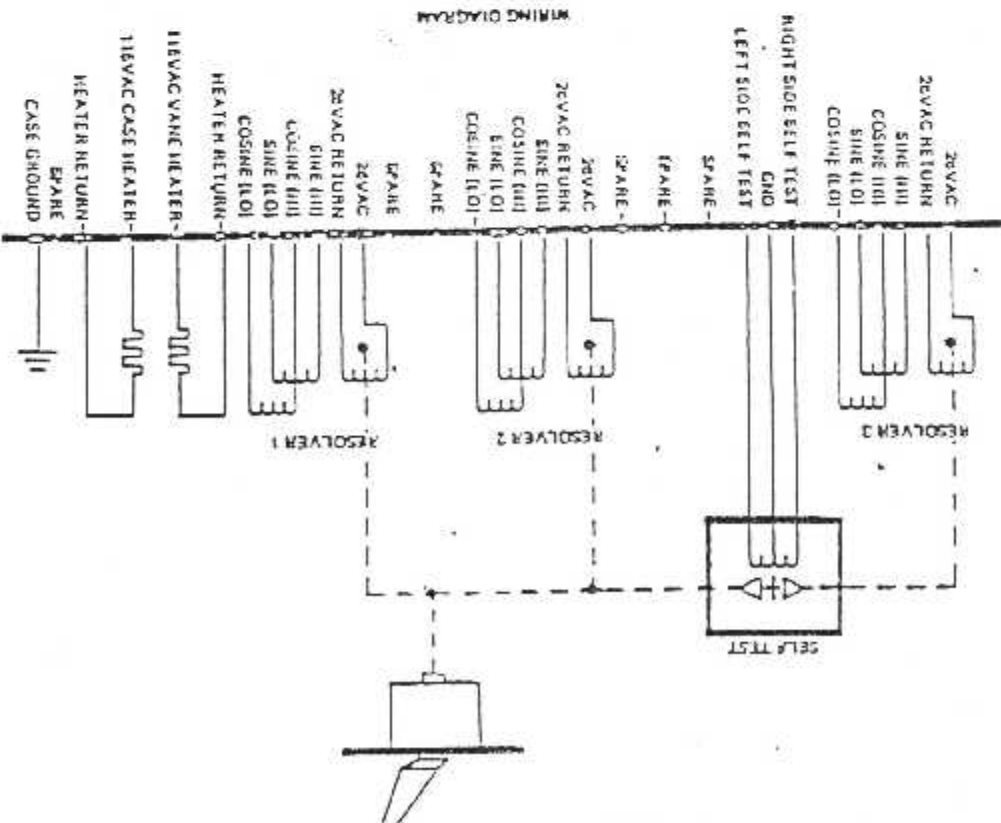 WIRING DIAGRAM
CASE GROUND
SPARE
HEATER RETURN
115VAC CASE HEATER
115VAC VANE HEATER
HEATER RETURN
COSINE (LO)
SINE (LO)
COSINE (HI)
SINE (HI)
26VAC RETURN
26VAC
SPARE
SPARE
COSINE (LO)
SINE (LO)
COSINE (HI)
SINE (HI)
26VAC RETURN
26VAC
SPARE
SPARE
SPARE
LEFT SIDE SELF TEST
GND
RIGHT SIDE SELF TEST
COSINE (LO)
SINE (LO)
COSINE (HI)
SINE (HI)
26VAC RETURN
26VAC
RESOLVER 1
RESOLVER 2
RESOLVER 3
SELF TEST